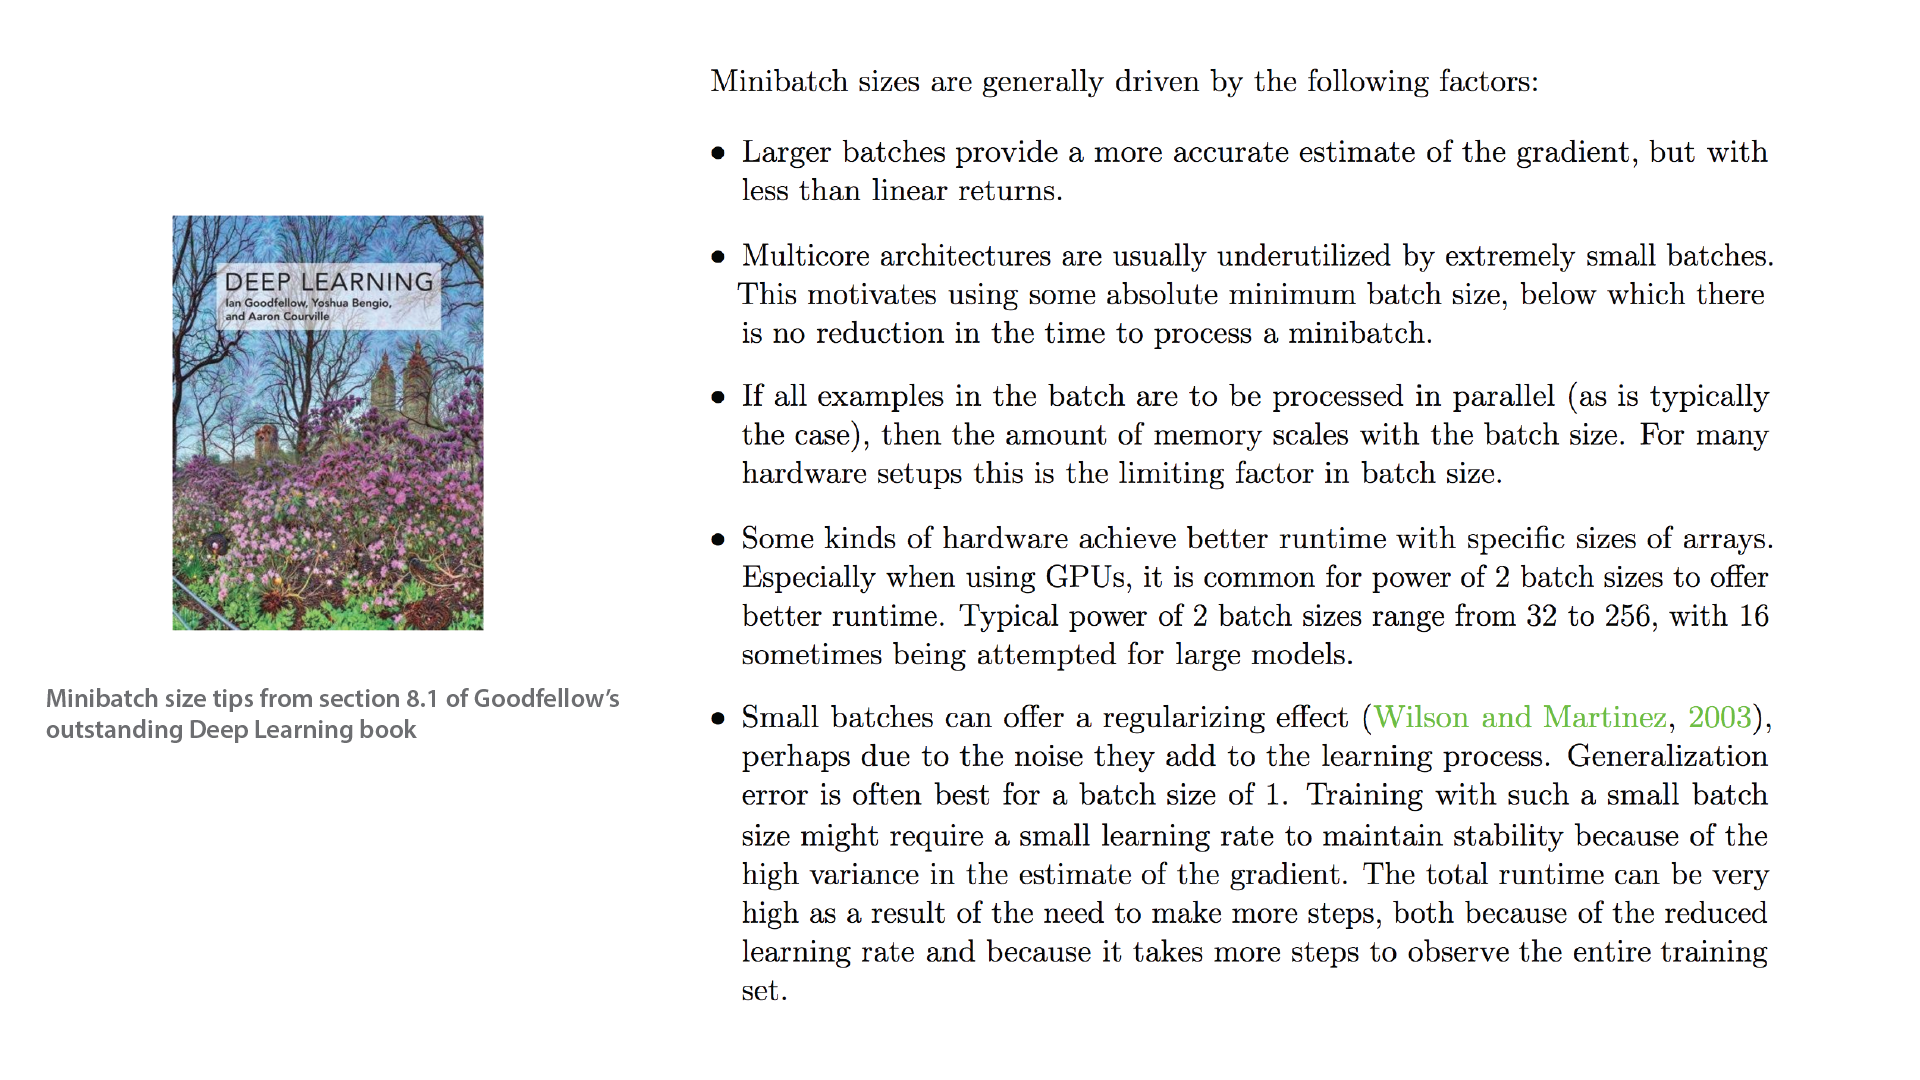 DEEP LEARNING
Ian Goodfellow, Yoshua Bengio,
and Aaron Courville
Minibatch size tips from section 8.1 of Goodfellow’s
outstanding Deep Learning book
Minibatch sizes are generally driven by the following factors:
• Larger batches provide a more accurate estimate of the gradient, but with
less than linear returns.
• Multicore architectures are usually underutilized by extremely small batches.
This motivates using some absolute minimum batch size, below which there
is no reduction in the time to process a minibatch.
• If all examples in the batch are to be processed in parallel (as is typically
the case), then the amount of memory scales with the batch size. For many
hardware setups this is the limiting factor in batch size.
• Some kinds of hardware achieve better runtime with specific sizes of arrays.
Especially when using GPUs, it is common for power of 2 batch sizes to offer
better runtime. Typical power of 2 batch sizes range from 32 to 256, with 16
sometimes being attempted for large models.
• Small batches can offer a regularizing effect (Wilson and Martinez, 2003),
perhaps due to the noise they add to the learning process. Generalization
error is often best for a batch size of 1. Training with such a small batch
size might require a small learning rate to maintain stability because of the
high variance in the estimate of the gradient. The total runtime can be very
high as a result of the need to make more steps, both because of the reduced
learning rate and because it takes more steps to observe the entire training
set.